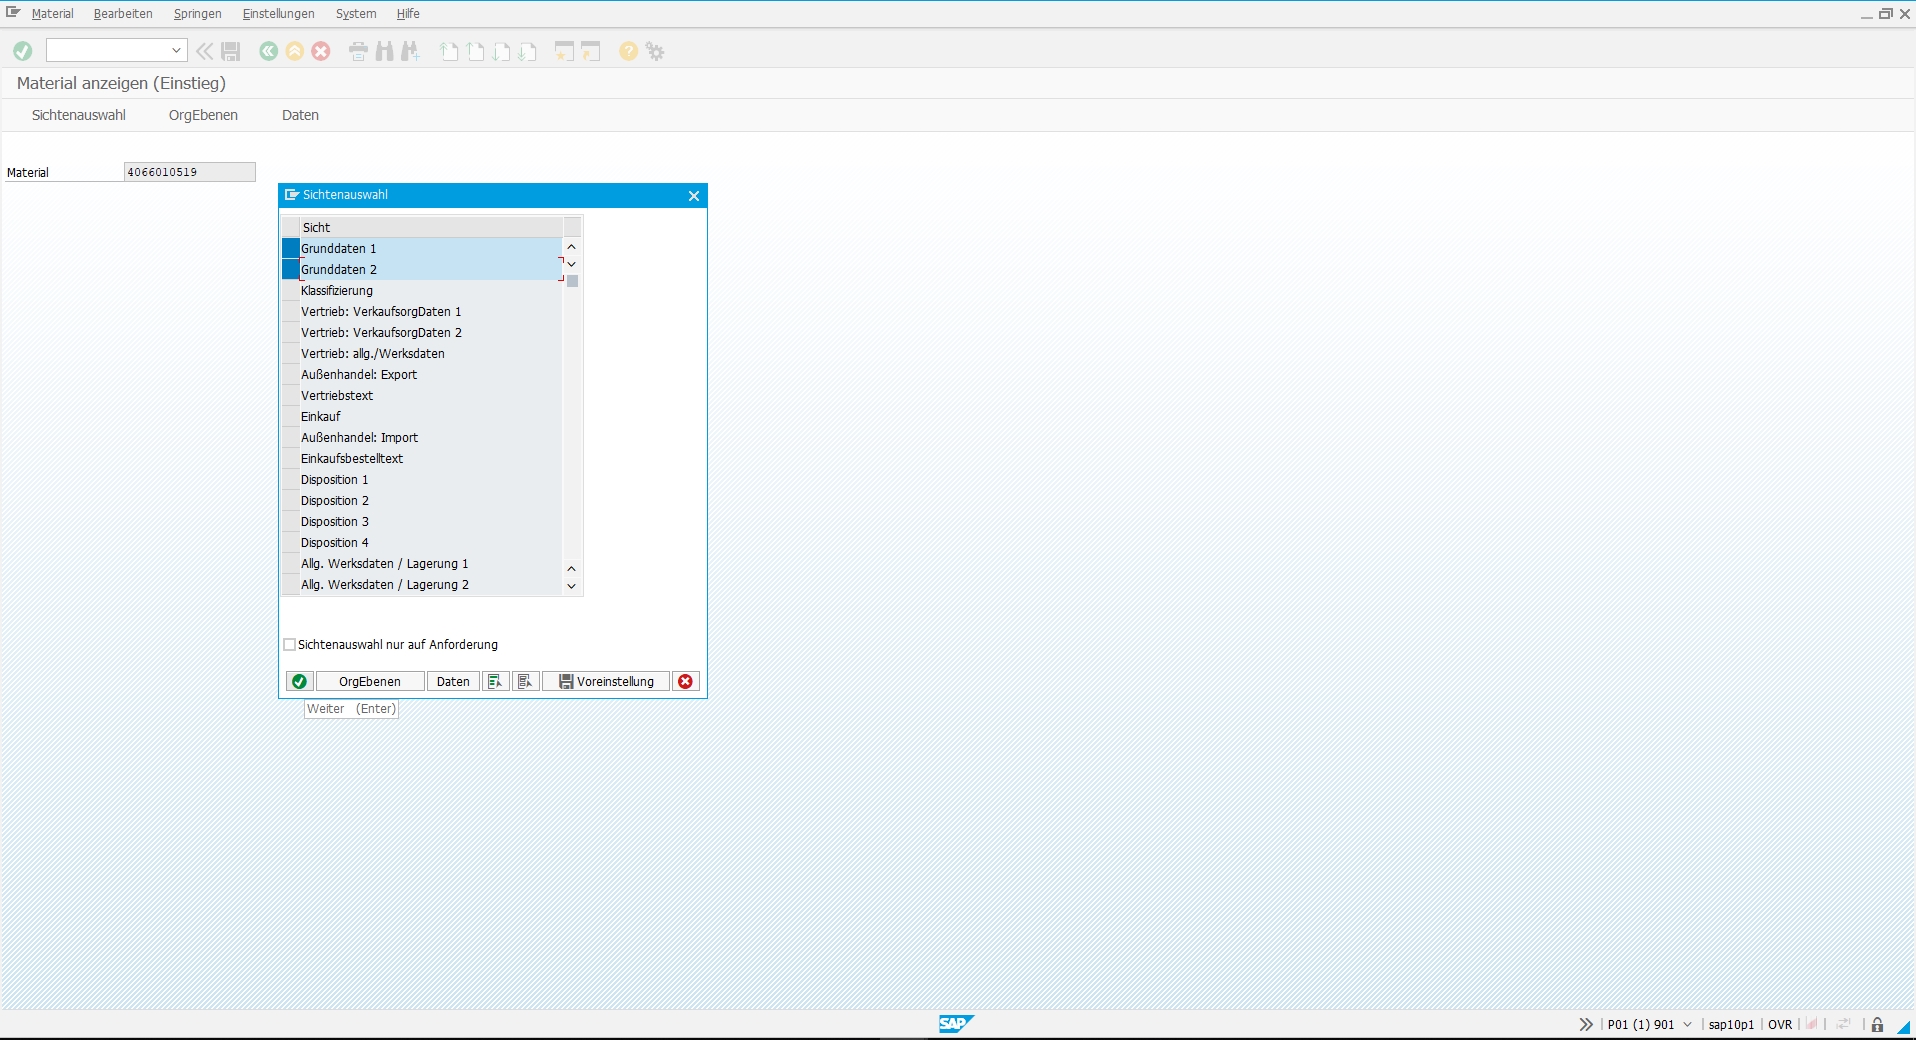 Material Bearbeiten Springen Einstellungen System Hilfe
Material anzeigen (Einstieg)
Sichtenauswahl OrgEbenen Daten
Material 4066010519
Sichtenauswahl
Sicht
Grunddaten 1
Grunddaten 2
Klassifizierung
Vertrieb: VerkaufsorgDaten 1
Vertrieb: VerkaufsorgDaten 2
Vertrieb: allg./Werksdaten
Außenhandel: Export
Vertriebstext
Einkauf
Außenhandel: Import
Einkaufsbestelltext
Disposition 1
Disposition 2
Disposition 3
Disposition 4
Allg. Werksdaten / Lagerung 1
Allg. Werksdaten / Lagerung 2
Sichtenauswahl nur auf Anforderung
OrgEbenen Daten Voreinstellung
Weiter (Enter)
SAP P01 (1) 901 sap10p1 OVR